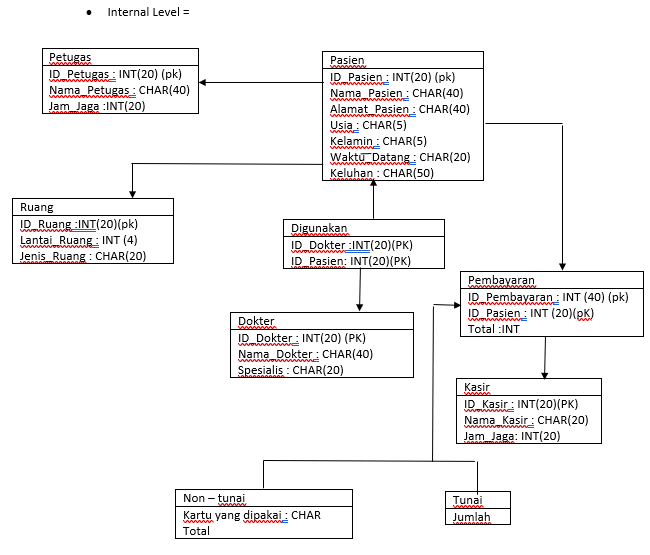 • Internal Level =
Petugas
ID_Petugas : INT(20) (pk)
Nama_Petugas : CHAR(40)
Jam_Jaga :INT(20)
Pasien
ID_Pasien : INT(20) (pk)
Nama_Pasien : CHAR(40)
Alamat_Pasien : CHAR(40)
Usia : CHAR(5)
Kelamin : CHAR(5)
Waktu_Datang : CHAR(20)
Keluhan : CHAR(50)
Ruang
ID_Ruang :INT(20)(pk)
Lantai_Ruang : INT (4)
Jenis_Ruang : CHAR(20)
Digunakan
ID_Dokter :INT(20)(PK)
ID_Pasien: INT(20)(PK)
Pembayaran
ID_Pembayaran : INT (40) (pk)
ID_Pasien : INT (20)(pK)
Total :INT
Dokter
ID_Dokter : INT(20) (PK)
Nama_Dokter : CHAR(40)
Spesialis : CHAR(20)
Kasir
ID_Kasir : INT(20)(PK)
Nama_Kasir : CHAR(20)
Jam_Jaga: INT(20)
Non – tunai
Kartu yang dipakai : CHAR
Total
Tunai
Jumlah